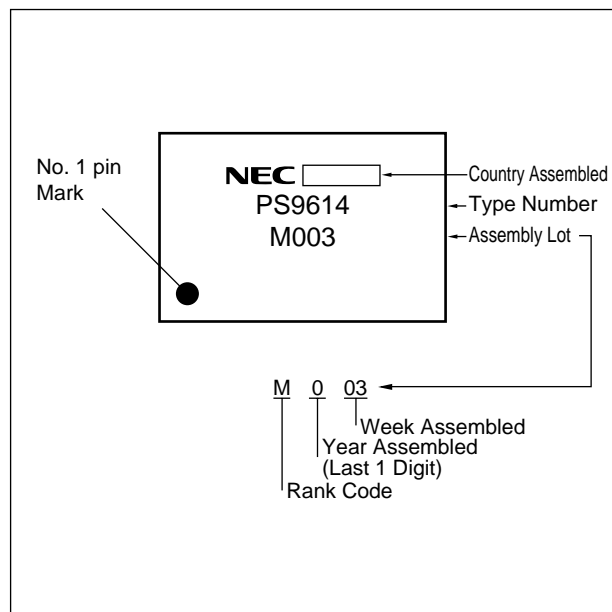 No. 1 pin
Mark
NEC
Country Assembled
PS9614
Type Number
M003
Assembly Lot
M 0 03
Week Assembled
Year Assembled
(Last 1 Digit)
Rank Code